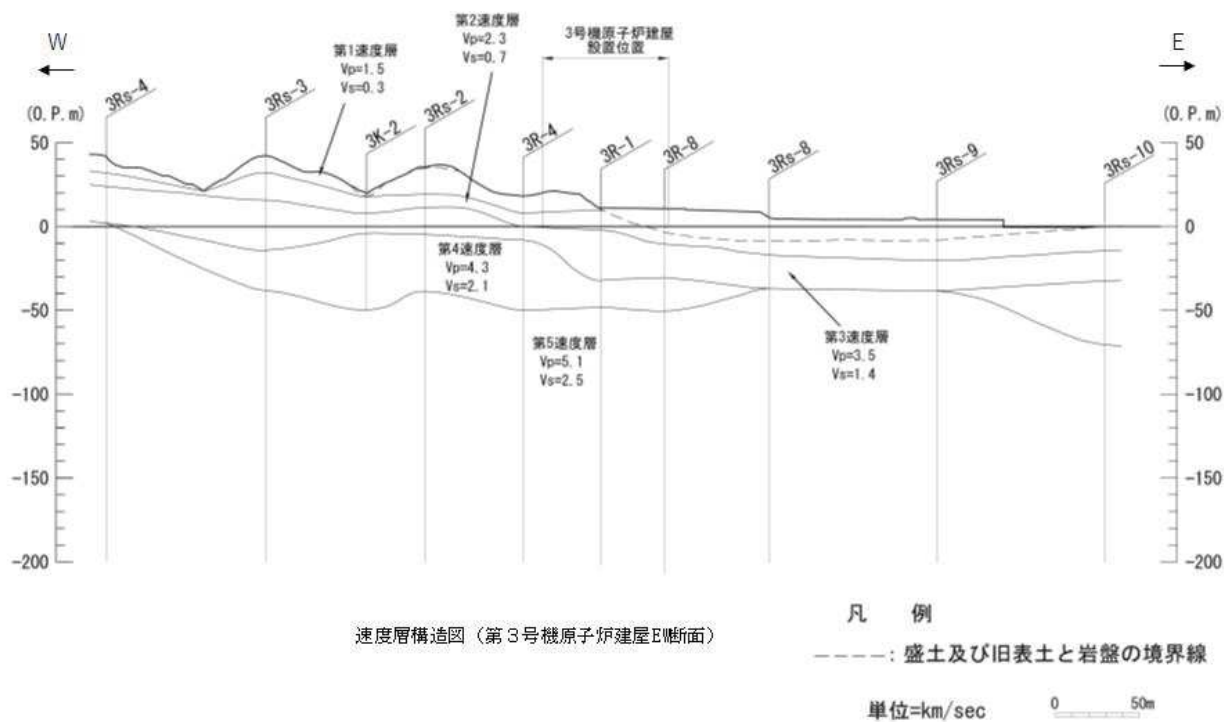 W
E
第1速度層
Vp=1.5
Vs=0.3
第2速度層
Vp=2.3
Vs=0.7
3号機原子炉建屋
設置位置
(O.P.m)
(O.P.m)
3Rs-4
3Rs-3
3K-2
3Rs-2
3R-4
3R-1
3R-8
3Rs-8
3Rs-9
3Rs-10
50
0
-50
-100
-150
-200
50
0
-50
-100
-150
-200
第4速度層
Vp=4.3
Vs=2.1
第5速度層
Vp=5.1
Vs=2.5
第3速度層
Vp=3.5
Vs=1.4
速度層構造図(第3号機原子炉建屋EW断面)
凡 例
: 盛土及び旧表土と岩盤の境界線
単位=km/sec
0 50m